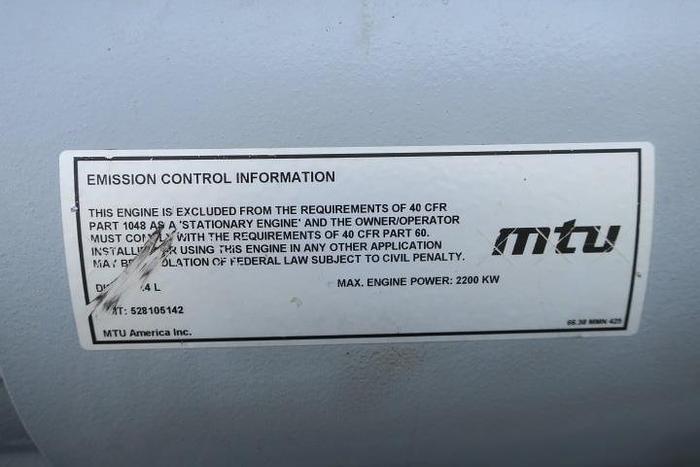 EMISSION CONTROL INFORMATION
THIS ENGINE IS EXCLUDED FROM THE REQUIREMENTS OF 40 CFR
PART 1048 AS A 'STATIONARY ENGINE' AND THE OWNER/OPERATOR
MUST COMPLY WITH THE REQUIREMENTS OF 40 CFR PART 60.
OR USING THIS ENGINE IN ANY OTHER APPLICATION
MAY BE VIOLATION OF FEDERAL LAW SUBJECT TO CIVIL PENALTY.
mtu
L MAX. ENGINE POWER: 2200 KW
528105142
MTU America Inc.